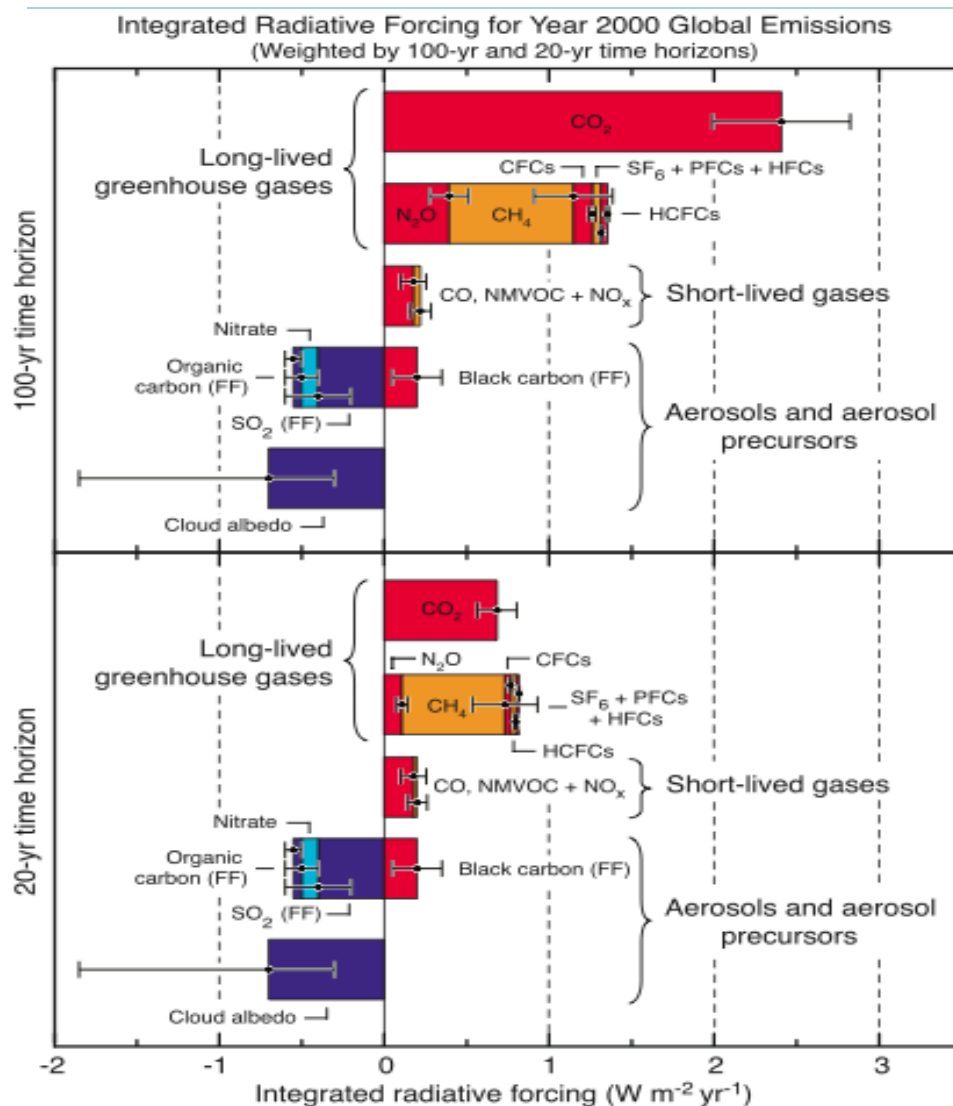 Integrated Radiative Forcing for Year 2000 Global Emissions
(Weighted by 100-yr and 20-yr time horizons)
100-yr time horizon
CO₂
Long-lived
greenhouse gases
CFCs
SF₆ + PFCs + HFCs
N₂O
CH₄
HCFCs
CO, NMVOC + NOₓ
Short-lived gases
Nitrate
Organic
carbon (FF)
SO₂ (FF)
Black carbon (FF)
Aerosols and aerosol
precursors
Cloud albedo
20-yr time horizon
CO₂
Long-lived
greenhouse gases
N₂O
CFCs
CH₄
SF₆ + PFCs
+ HFCs
HCFCs
CO, NMVOC + NOₓ
Short-lived gases
Nitrate
Organic
carbon (FF)
SO₂ (FF)
Black carbon (FF)
Aerosols and aerosol
precursors
Cloud albedo
-2 -1 0 1 2 3
Integrated radiative forcing (W m⁻² yr⁻¹)